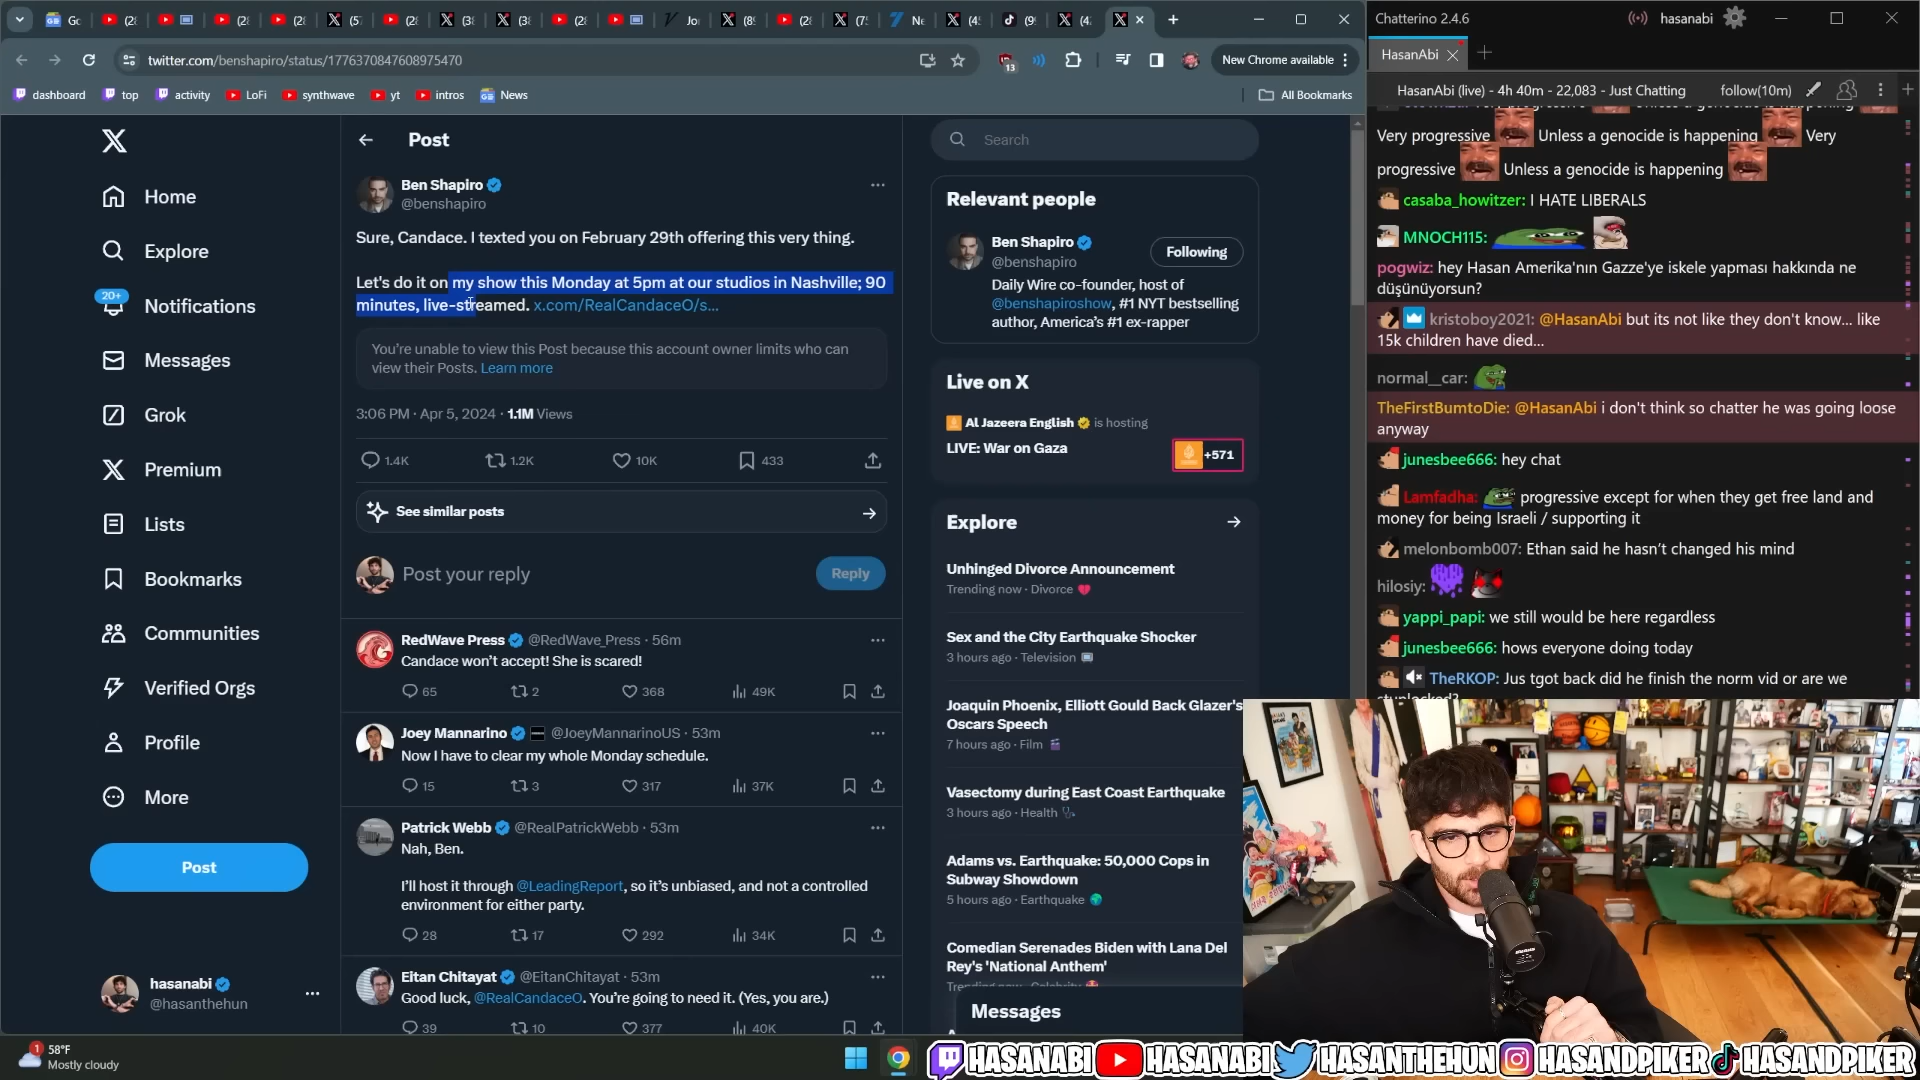 twitter.com/benshapiro/status/1776370847608975470
New Chrome available
dashboard
top
activity
LoFi
synthwave
yt
intros
News
All Bookmarks
Home
Explore
20+
Notifications
Messages
Grok
Premium
Lists
Bookmarks
Communities
Verified Orgs
Profile
More
Post
hasanabi
@hasanthehun
Post
Ben Shapiro
@benshapiro
Sure, Candace. I texted you on February 29th offering this very thing.
Let's do it on my show this Monday at 5pm at our studios in Nashville; 90
minutes, live-streamed. x.com/RealCandaceO/s...
You're unable to view this Post because this account owner limits who can
view their Posts. Learn more
3:06 PM · Apr 5, 2024 · 1.1M Views
1.4K
1.2K
10K
433
See similar posts
Post your reply
Reply
RedWave Press @RedWave_Press · 56m
Candace won't accept! She is scared!
65
2
368
49K
Joey Mannarino @JoeyMannarinoUS · 53m
Now I have to clear my whole Monday schedule.
15
3
317
37K
Patrick Webb @RealPatrickWebb · 53m
Nah, Ben.
I'll host it through @LeadingReport, so it's unbiased, and not a controlled
environment for either party.
28
17
292
34K
Eitan Chitayat @EitanChitayat · 53m
Good luck, @RealCandaceO. You're going to need it. (Yes, you are.)
39
10
377
40K
Search
Relevant people
Ben Shapiro
@benshapiro
Following
Daily Wire co-founder, host of
@benshapiroshow, #1 NYT bestselling
author, America's #1 ex-rapper
Live on X
Al Jazeera English is hosting
LIVE: War on Gaza
+571
Explore
Unhinged Divorce Announcement
Trending now · Divorce
Sex and the City Earthquake Shocker
3 hours ago · Television
Joaquin Phoenix, Elliott Gould Back Glazer's
Oscars Speech
7 hours ago · Film
Vasectomy during East Coast Earthquake
3 hours ago · Health
Adams vs. Earthquake: 50,000 Cops in
Subway Showdown
5 hours ago · Earthquake
Comedian Serenades Biden with Lana Del
Rey's 'National Anthem'
Messages
Chatterino 2.4.6
hasanabi
HasanAbi
HasanAbi (live) - 4h 40m - 22,083 - Just Chatting
follow(10m)
Very progressive Unless a genocide is happening Very
progressive Unless a genocide is happening
casaba_howitzer: I HATE LIBERALS
MNOCH115:
pogwiz: hey Hasan Amerika'nın Gazze'ye iskele yapması hakkında ne
düşünüyorsun?
kristoboy2021: @HasanAbi but its not like they don't know... like
15k children have died...
normal__car:
TheFirstBumtoDie: @HasanAbi i don't think so chatter he was going loose
anyway
junesbee666: hey chat
Lamfadha: progressive except for when they get free land and
money for being Israeli / supporting it
melonbomb007: Ethan said he hasn't changed his mind
hilosiy:
yappi_papi: we still would be here regardless
junesbee666: hows everyone doing today
TheRKOP: Jus tgot back did he finish the norm vid or are we
1
58°F
Mostly cloudy
HASANABI
HASANABI
HASANTHEHUN
HASANDPIKER
HASANDPIKER